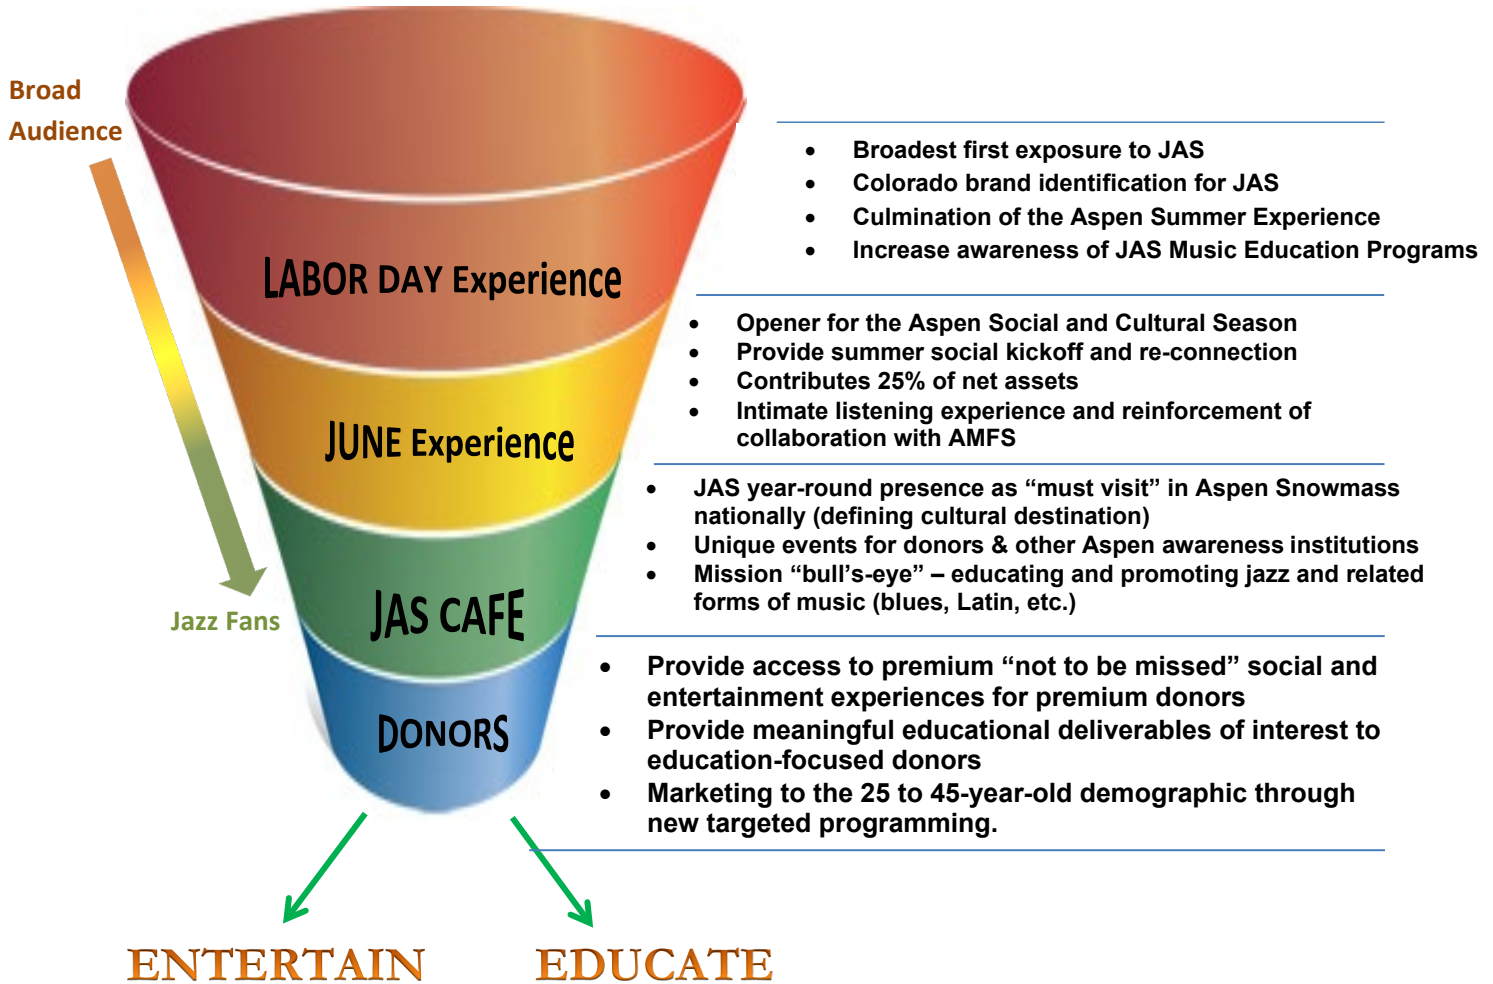 Broad
Audience
LABOR DAY Experience
• Broadest first exposure to JAS
• Colorado brand identification for JAS
• Culmination of the Aspen Summer Experience
• Increase awareness of JAS Music Education Programs
JUNE Experience
• Opener for the Aspen Social and Cultural Season
• Provide summer social kickoff and re-connection
• Contributes 25% of net assets
• Intimate listening experience and reinforcement of
collaboration with AMFS
JAS CAFE
• JAS year-round presence as “must visit” in Aspen Snowmass
nationally (defining cultural destination)
• Unique events for donors & other Aspen awareness institutions
• Mission “bull’s-eye” – educating and promoting jazz and related
forms of music (blues, Latin, etc.)
Jazz Fans
DONORS
• Provide access to premium “not to be missed” social and
entertainment experiences for premium donors
• Provide meaningful educational deliverables of interest to
education-focused donors
• Marketing to the 25 to 45-year-old demographic through
new targeted programming.
ENTERTAIN
EDUCATE